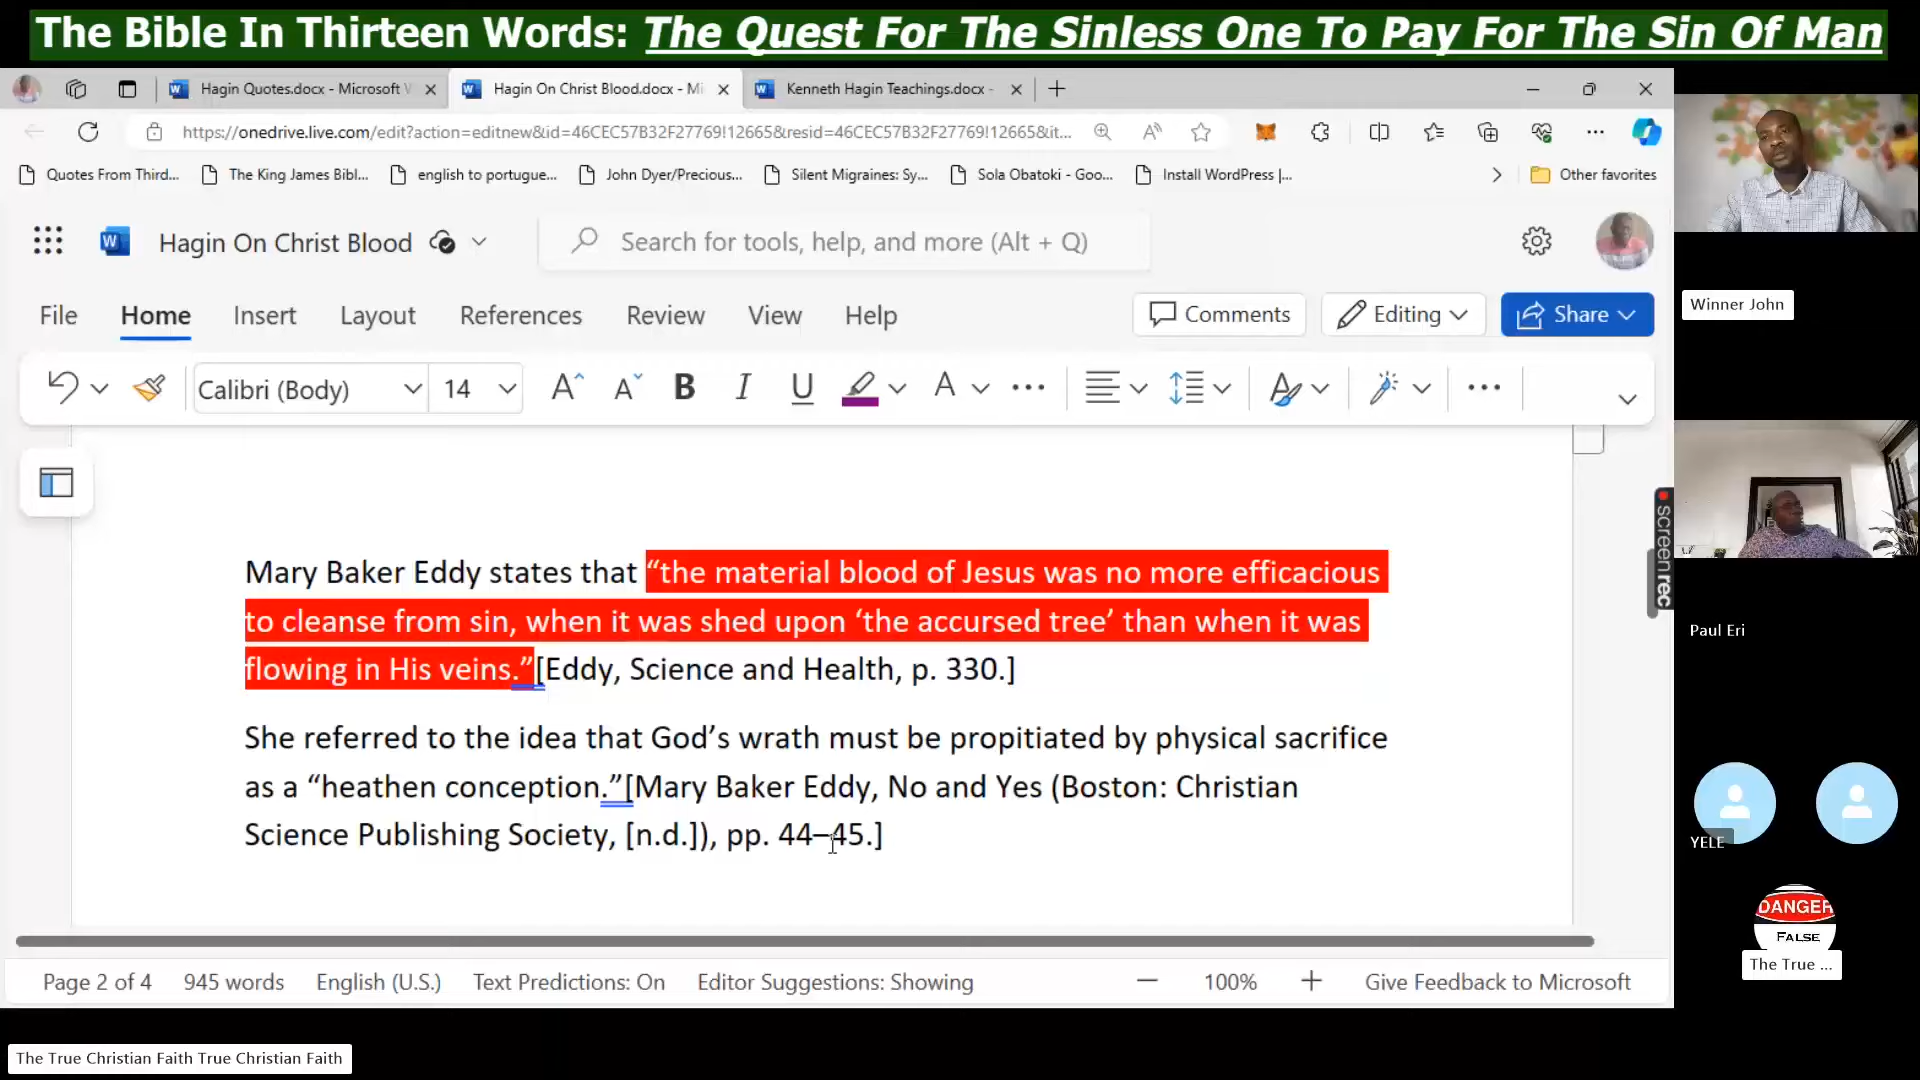 The Bible In Thirteen Words: The Quest For The Sinless One To Pay For The Sin Of Man
Hagin Quotes.docx - Microsoft W
Hagin On Christ Blood.docx - Mi
Kenneth Hagin Teachings.docx -
https://onedrive.live.com/edit?action=editnew&id=46CEC57B32F27769!12665&resid=46CEC57B32F27769!12665&it...
Quotes From Third...
The King James Bibl...
english to portugue...
John Dyer/Precious...
Silent Migraines: Sy...
Sola Obatoki - Goo...
Install WordPress |...
Other favorites
Hagin On Christ Blood
Search for tools, help, and more (Alt + Q)
File Home Insert Layout References Review View Help
Comments
Editing
Share
Calibri (Body) 14
Mary Baker Eddy states that “the material blood of Jesus was no more efficacious
to cleanse from sin, when it was shed upon ‘the accursed tree’ than when it was
flowing in His veins.”[Eddy, Science and Health, p. 330.]
She referred to the idea that God’s wrath must be propitiated by physical sacrifice
as a “heathen conception.”[Mary Baker Eddy, No and Yes (Boston: Christian
Science Publishing Society, [n.d.]), pp. 44–45.]
Page 2 of 4 945 words English (U.S.) Text Predictions: On Editor Suggestions: Showing
100%
Give Feedback to Microsoft
screenrec
Winner John
Paul Eri
YELE
DANGER
FALSE
The True ...
The True Christian Faith True Christian Faith